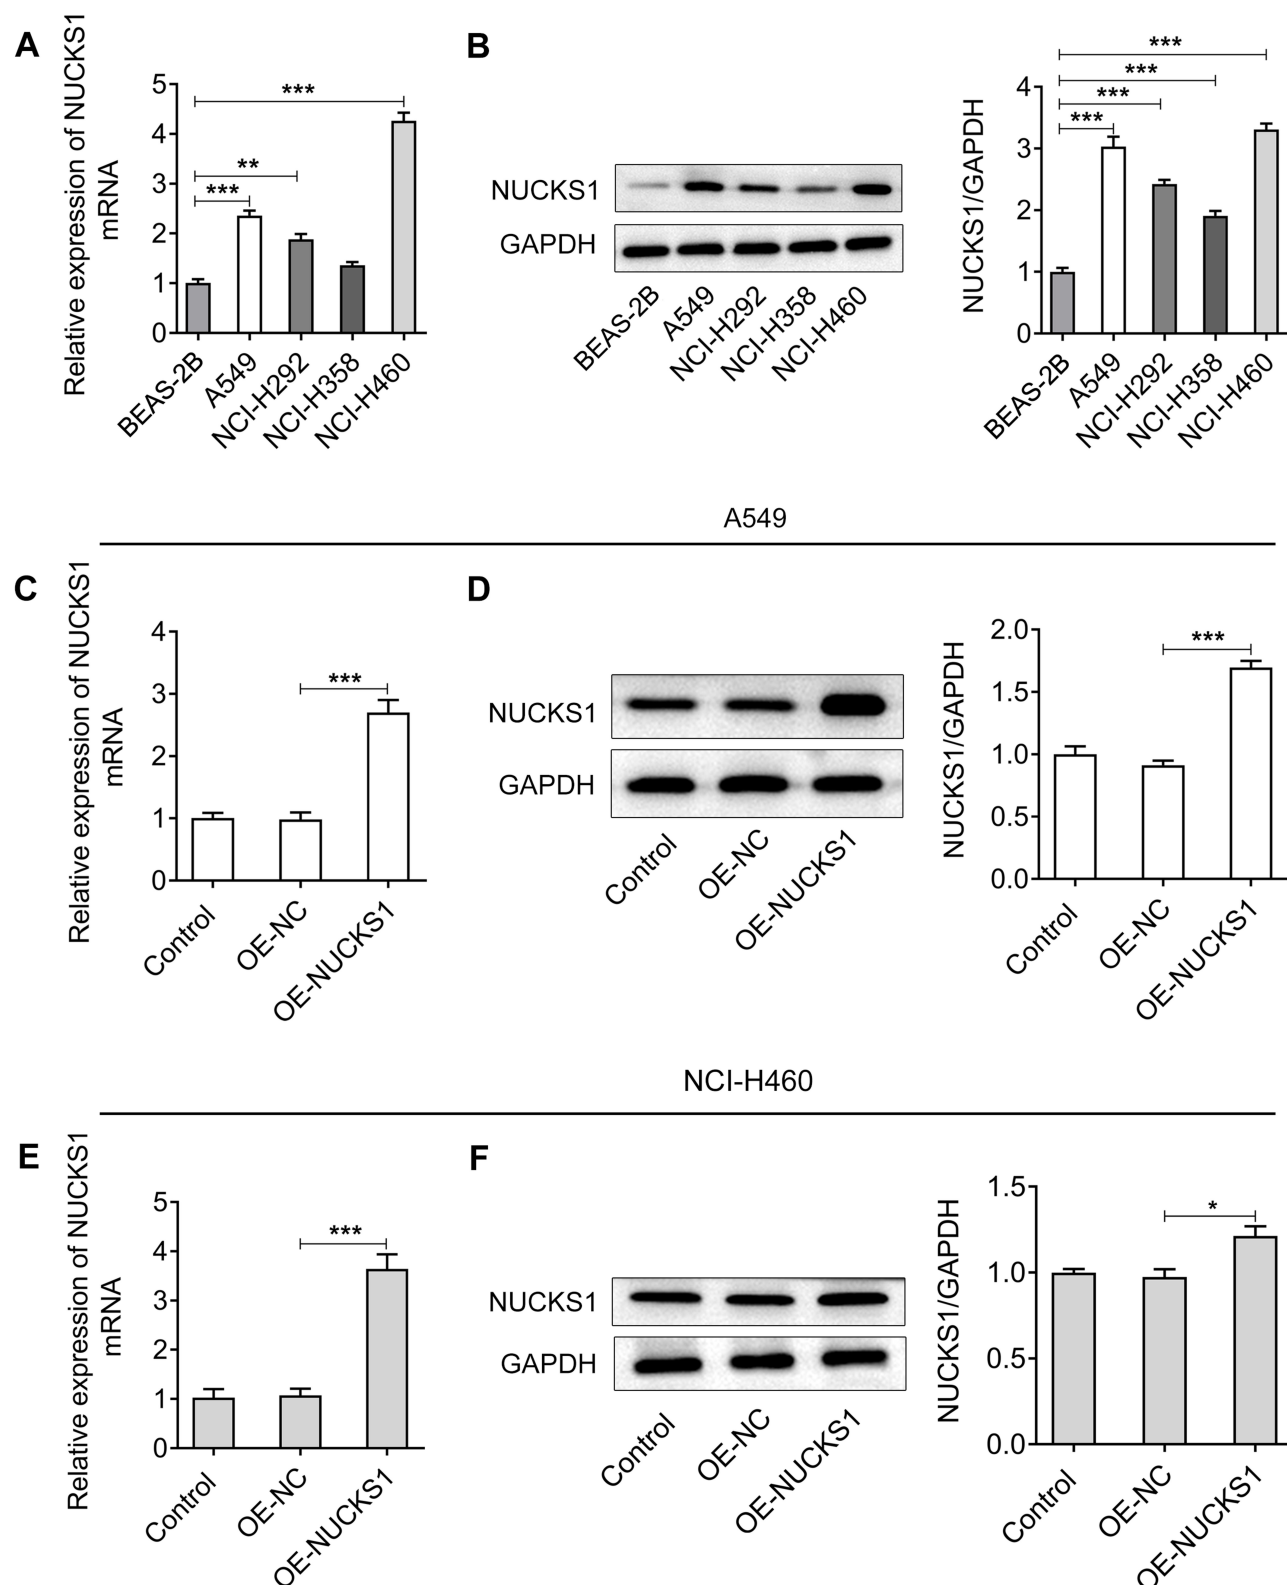 A
Relative expression of NUCKS1
mRNA
5
4
3
2
1
0
***
**
***
BEAS-2B
A549
NCI-H292
NCI-H358
NCI-H460
B
NUCKS1
GAPDH
BEAS-2B
A549
NCI-H292
NCI-H358
NCI-H460
NUCKS1/GAPDH
4
3
2
1
0
***
***
***
***
BEAS-2B
A549
NCI-H292
NCI-H358
NCI-H460
A549
C
Relative expression of NUCKS1
mRNA
4
3
2
1
0
***
Control
OE-NC
OE-NUCKS1
D
NUCKS1
GAPDH
Control
OE-NC
OE-NUCKS1
NUCKS1/GAPDH
2.0
1.5
1.0
0.5
0.0
***
Control
OE-NC
OE-NUCKS1
NCI-H460
E
Relative expression of NUCKS1
mRNA
5
4
3
2
1
0
***
Control
OE-NC
OE-NUCKS1
F
NUCKS1
GAPDH
Control
OE-NC
OE-NUCKS1
NUCKS1/GAPDH
1.5
1.0
0.5
0.0
*
Control
OE-NC
OE-NUCKS1